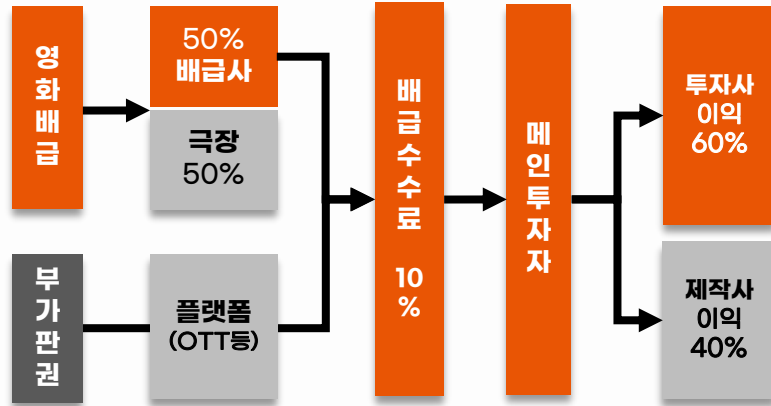 영화배급
50%
배급사
극장
50%
부가판권
플랫폼
(OTT등)
배급수수료
10
%
메인투자자
투자사
이익
60%
제작사
이익
40%